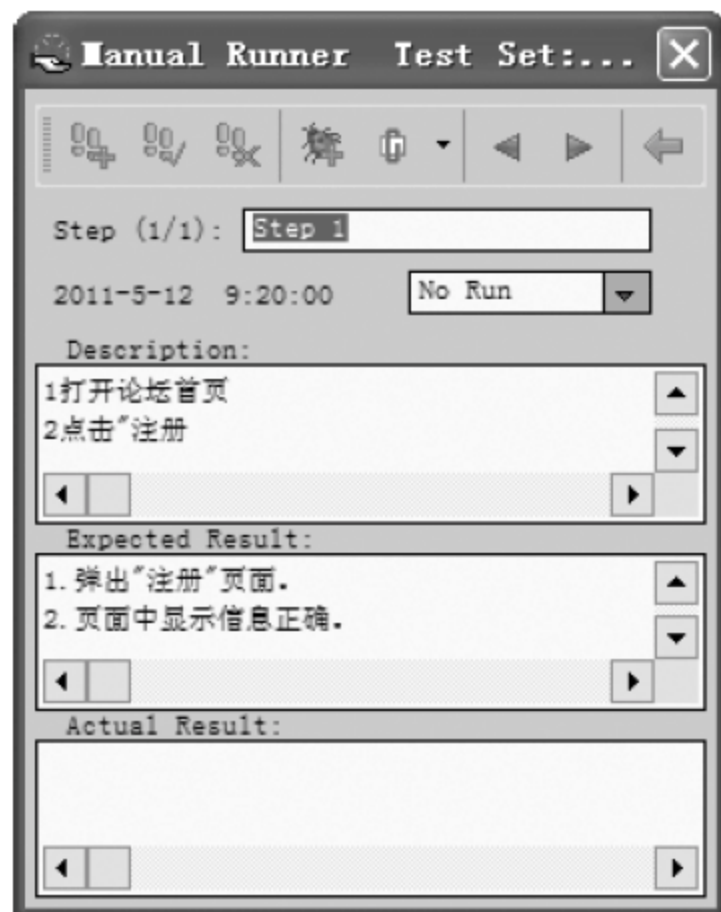 Manual Runner Test Set:...
Step (1/1): Step 1
2011-5-12 9:20:00 No Run
Description:
1打开论坛首页
2点击"注册
Expected Result:
1.弹出"注册"页面.
2.页面中显示信息正确.
Actual Result: